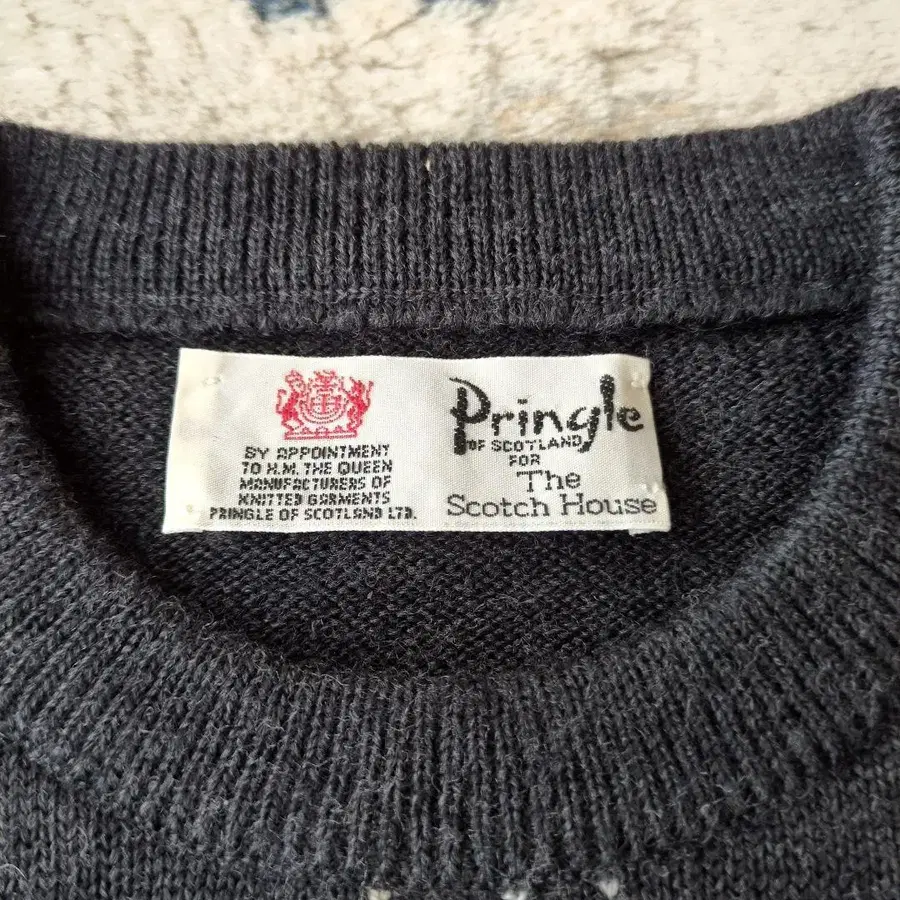 BY APPOINTMENT
TO H.M. THE QUEEN
MANUFACTURERS OF
KNITTED GARMENTS
PRINGLE OF SCOTLAND LTD.
Pringle
OF SCOTLAND
FOR
The
Scotch House